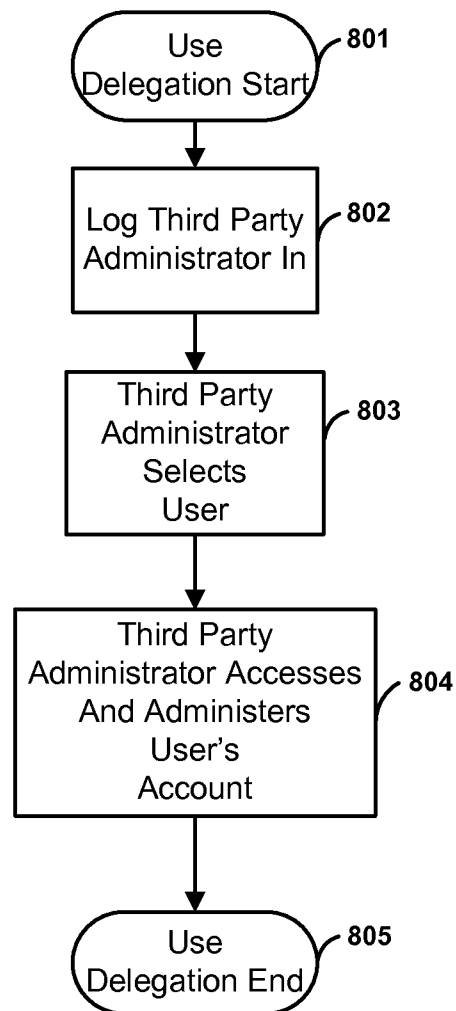 Use
Delegation Start
801
Log Third Party
Administrator In
802
Third Party
Administrator
Selects
User
803
Third Party
Administrator Accesses
And Administers
User's
Account
804
Use
Delegation End
805